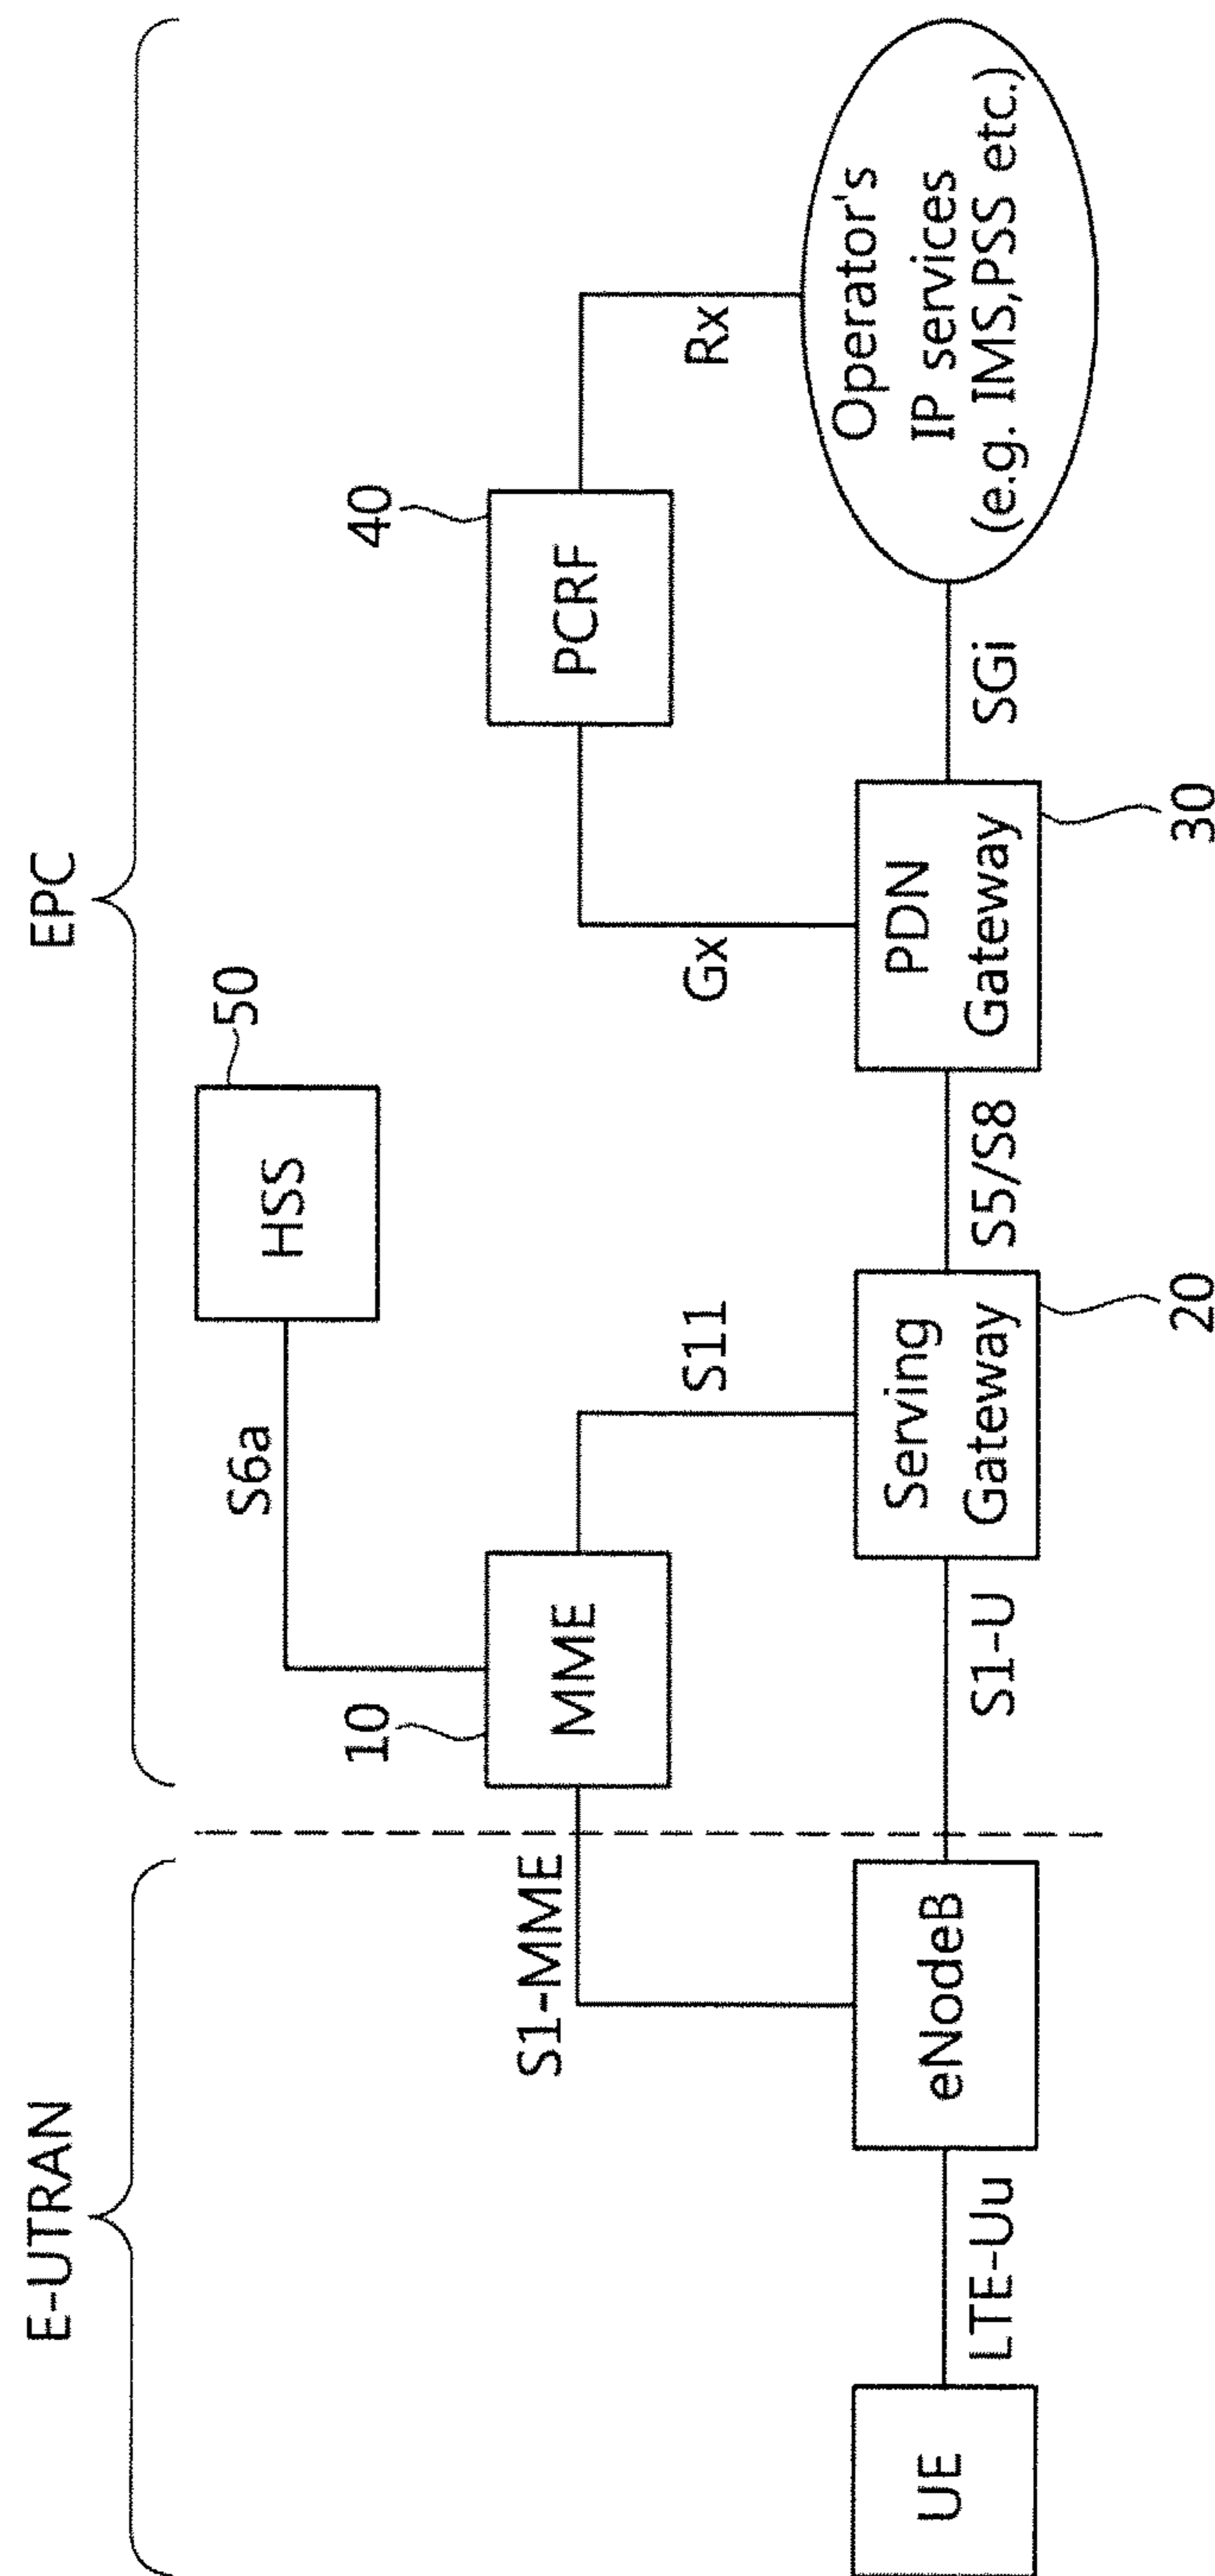 E-UTRAN
EPC
HSS
50
S6a
10
MME
S1-MME
S11
40
PCRF
Gx
Rx
UE
LTE-Uu
eNodeB
S1-U
Serving
Gateway
20
S5/S8
PDN
Gateway
30
SGi
Operator's
IP services
(e.g. IMS,PSS etc.)